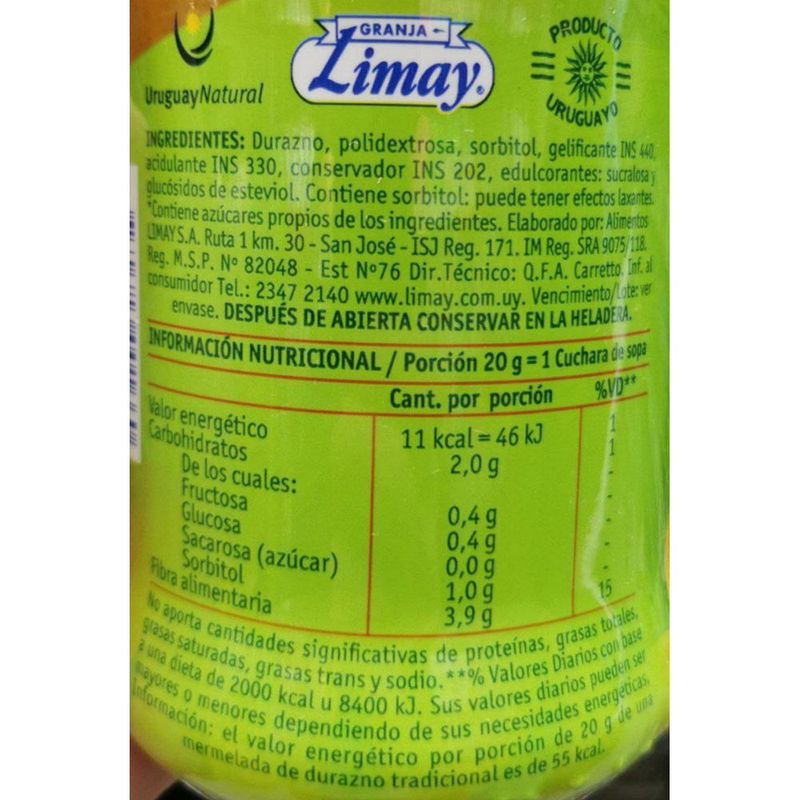 GRANJA
Limay®
UruguayNatural
PRODUCTO
URUGUAYO
INGREDIENTES: Durazno, polidextrosa, sorbitol, gelificante INS 440,
acidulante INS 330, conservador INS 202, edulcorantes: sucralosa y
glucósidos de esteviol. Contiene sorbitol: puede tener efectos laxantes.
*Contiene azúcares propios de los ingredientes. Elaborado por: Alimentos
LIMAY S.A. Ruta 1 km. 30 - San José - ISJ Reg. 171. IM Reg. SRA 9075/118.
Reg. M.S.P. Nº 82048 - Est Nº76 Dir.Técnico: Q.F.A. Carretto. Inf. al
consumidor Tel.: 2347 2140 www.limay.com.uy. Vencimiento/Lote: ver
envase. DESPUÉS DE ABIERTA CONSERVAR EN LA HELADERA.
INFORMACIÓN NUTRICIONAL / Porción 20 g = 1 Cuchara de sopa
Cant. por porción %VD**
Valor energético 11 kcal = 46 kJ 1
Carbohidratos 2,0 g 1
De los cuales: -
Fructosa 0,4 g -
Glucosa 0,4 g -
Sacarosa (azúcar) 0,0 g -
Sorbitol 1,0 g -
Fibra alimentaria 3,9 g 15
No aporta cantidades significativas de proteínas, grasas totales,
grasas saturadas, grasas trans y sodio.**% Valores Diarios con base
a una dieta de 2000 kcal u 8400 kJ. Sus valores diarios pueden ser
mayores o menores dependiendo de sus necesidades energéticas.
Información: el valor energético por porción de 20 g de una
mermelada de durazno tradicional es de 55 kcal.